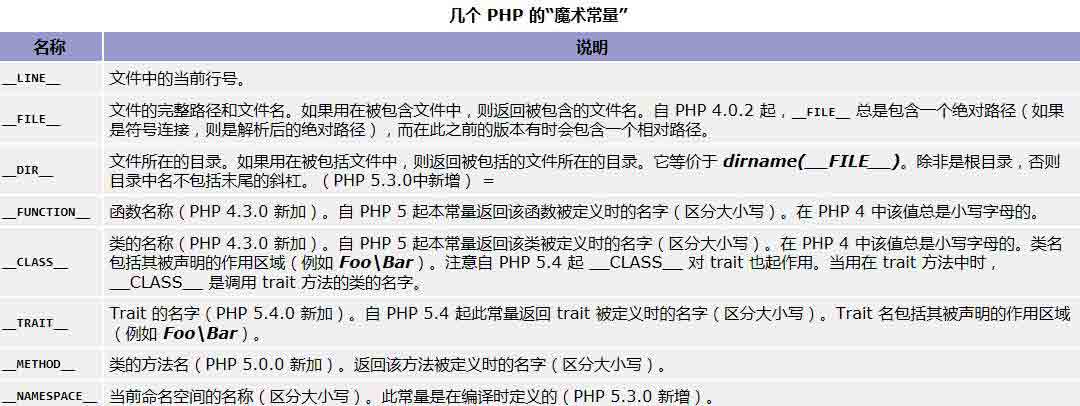 几个 PHP 的“魔术常量”
名称 说明
__LINE__ 文件中的当前行号。
__FILE__ 文件的完整路径和文件名。如果用在被包含文件中，则返回被包含的文件名。自 PHP 4.0.2 起，__FILE__ 总是包含一个绝对路径（如果
是符号连接，则是解析后的绝对路径），而在此之前的版本有时会包含一个相对路径。
__DIR__ 文件所在的目录。如果用在被包括文件中，则返回被包括的文件所在的目录。它等价于 dirname(__FILE__)。除非是根目录，否则
目录中名不包括末尾的斜杠。（PHP 5.3.0中新增） =
__FUNCTION__ 函数名称（PHP 4.3.0 新加）。自 PHP 5 起本常量返回该函数被定义时的名字（区分大小写）。在 PHP 4 中该值总是小写字母的。
__CLASS__ 类的名称（PHP 4.3.0 新加）。自 PHP 5 起本常量返回该类被定义时的名字（区分大小写）。在 PHP 4 中该值总是小写字母的。类名
包括其被声明的作用区域（例如 Foo\Bar）。注意自 PHP 5.4 起 __CLASS__ 对 trait 也起作用。当用在 trait 方法中时，
__CLASS__ 是调用 trait 方法的类的名字。
__TRAIT__ Trait 的名字（PHP 5.4.0 新加）。自 PHP 5.4 起此常量返回 trait 被定义时的名字（区分大小写）。Trait 名包括其被声明的作用区域
（例如 Foo\Bar）。
__METHOD__ 类的方法名（PHP 5.0.0 新加）。返回该方法被定义时的名字（区分大小写）。
__NAMESPACE__ 当前命名空间的名称（区分大小写）。此常量是在编译时定义的（PHP 5.3.0 新增）。